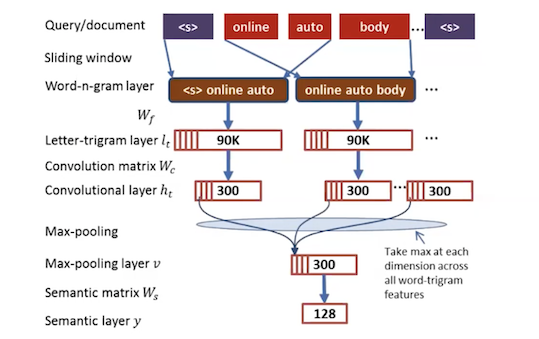 Query/document <s> online auto body ... <s>
Sliding window
Word-n-gram layer <s> online auto online auto body ...
W_f
Letter-trigram layer l_t 90K 90K ...
Convolution matrix W_c
Convolutional layer h_t 300 300 ... 300
Max-pooling
Take max at each
dimension across
all word-trigram
features
Max-pooling layer v 300
Semantic matrix W_s
Semantic layer y 128